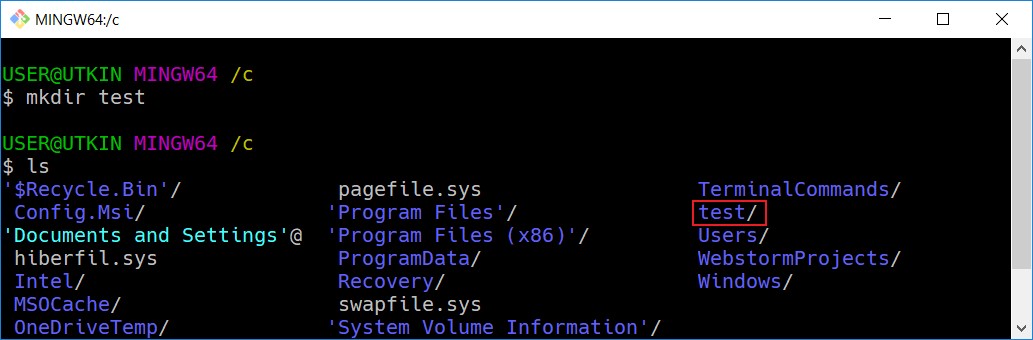 MINGW64:/c
USER@UTKIN MINGW64 /c
$ mkdir test
USER@UTKIN MINGW64 /c
$ ls
'$Recycle.Bin'/ pagefile.sys TerminalCommands/
Config.Msi/ 'Program Files'/ test/
'Documents and Settings'@ 'Program Files (x86)'/ Users/
hiberfil.sys ProgramData/ WebstormProjects/
Intel/ Recovery/ Windows/
MSOCache/ swapfile.sys
OneDriveTemp/ 'System Volume Information'/